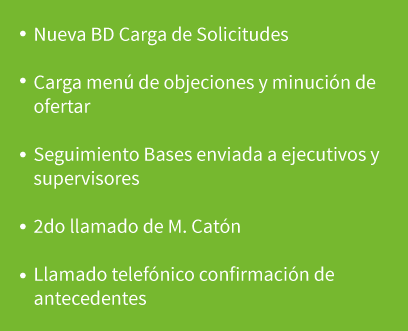 • Nueva BD Carga de Solicitudes
• Carga menú de objeciones y minución de
ofertar
• Seguimiento Bases enviada a ejecutivos y
supervisores
• 2do llamado de M. Catón
• Llamado telefónico confirmación de
antecedentes